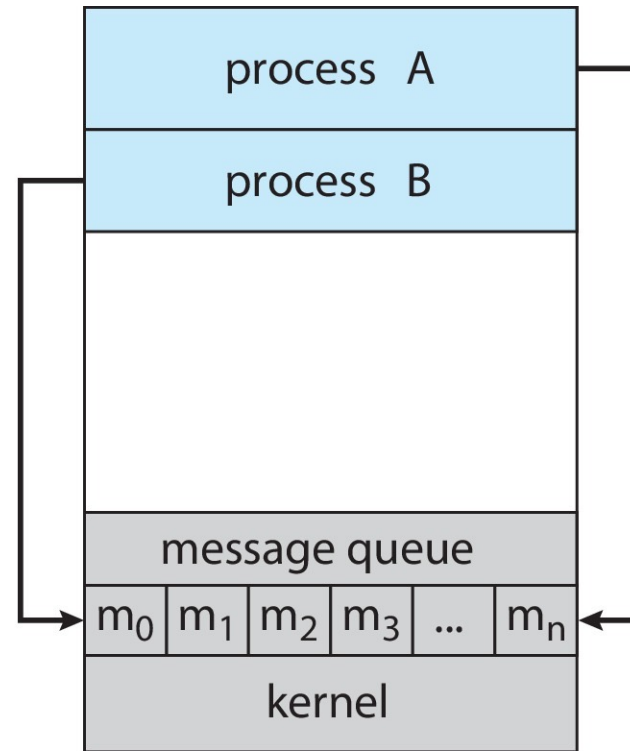 process A
process B
message queue
m₀ m₁ m₂ m₃ ... mₙ
kernel